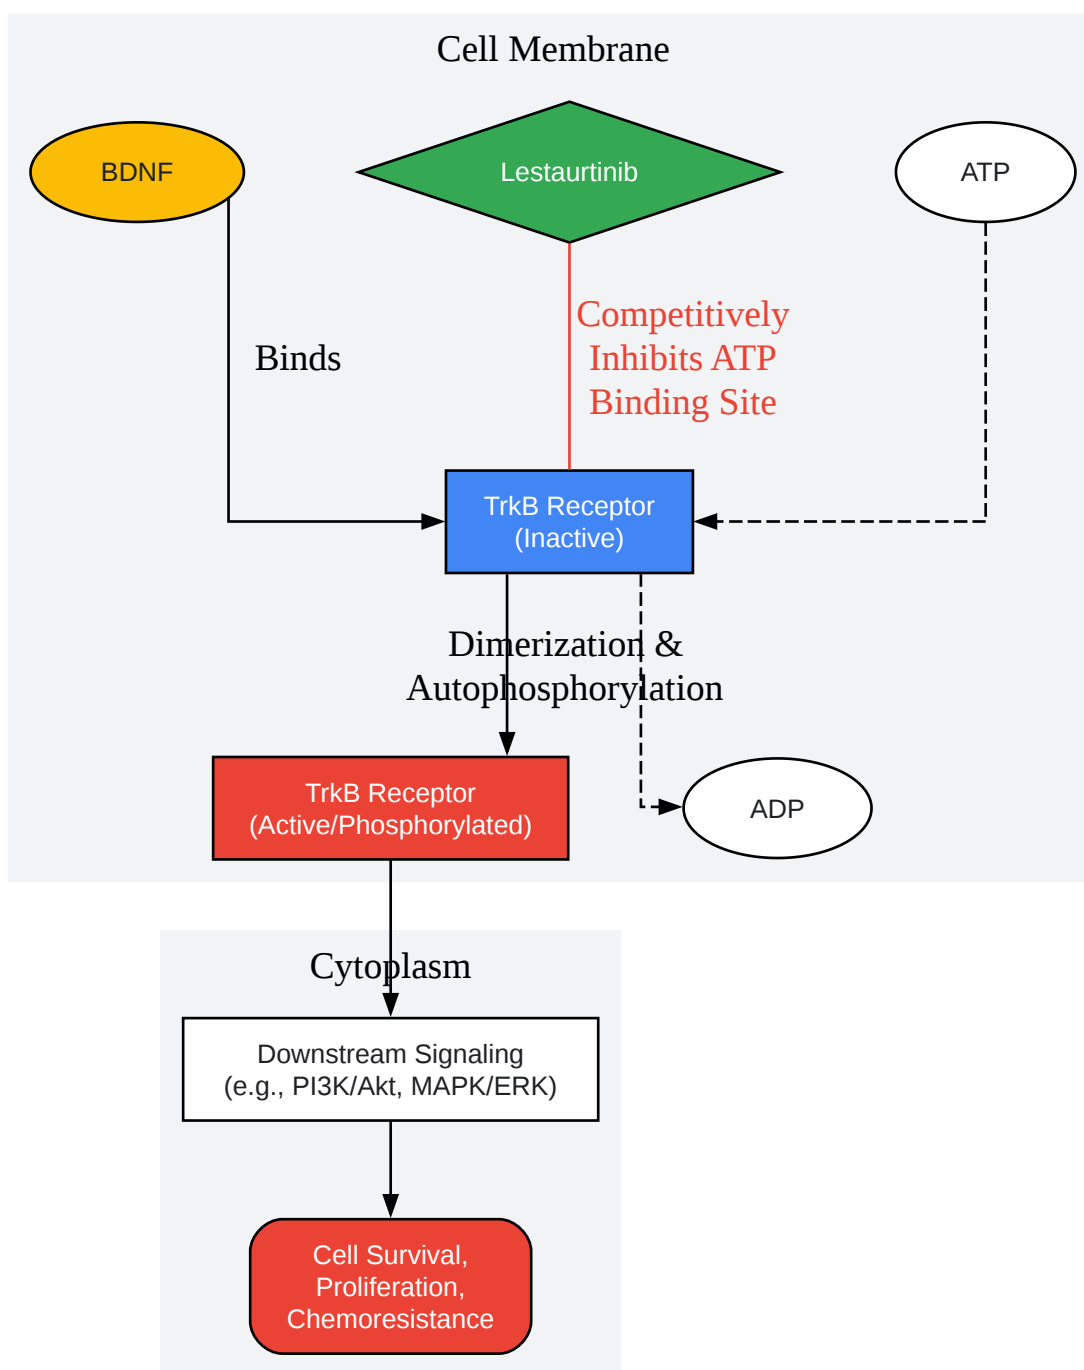 Cell Membrane
BDNF
Lestaurtinib
ATP
Binds
Competitively
Inhibits ATP
Binding Site
TrkB Receptor
(Inactive)
Dimerization &
Autophosphorylation
TrkB Receptor
(Active/Phosphorylated)
ADP
Cytoplasm
Downstream Signaling
(e.g., PI3K/Akt, MAPK/ERK)
Cell Survival,
Proliferation,
Chemoresistance